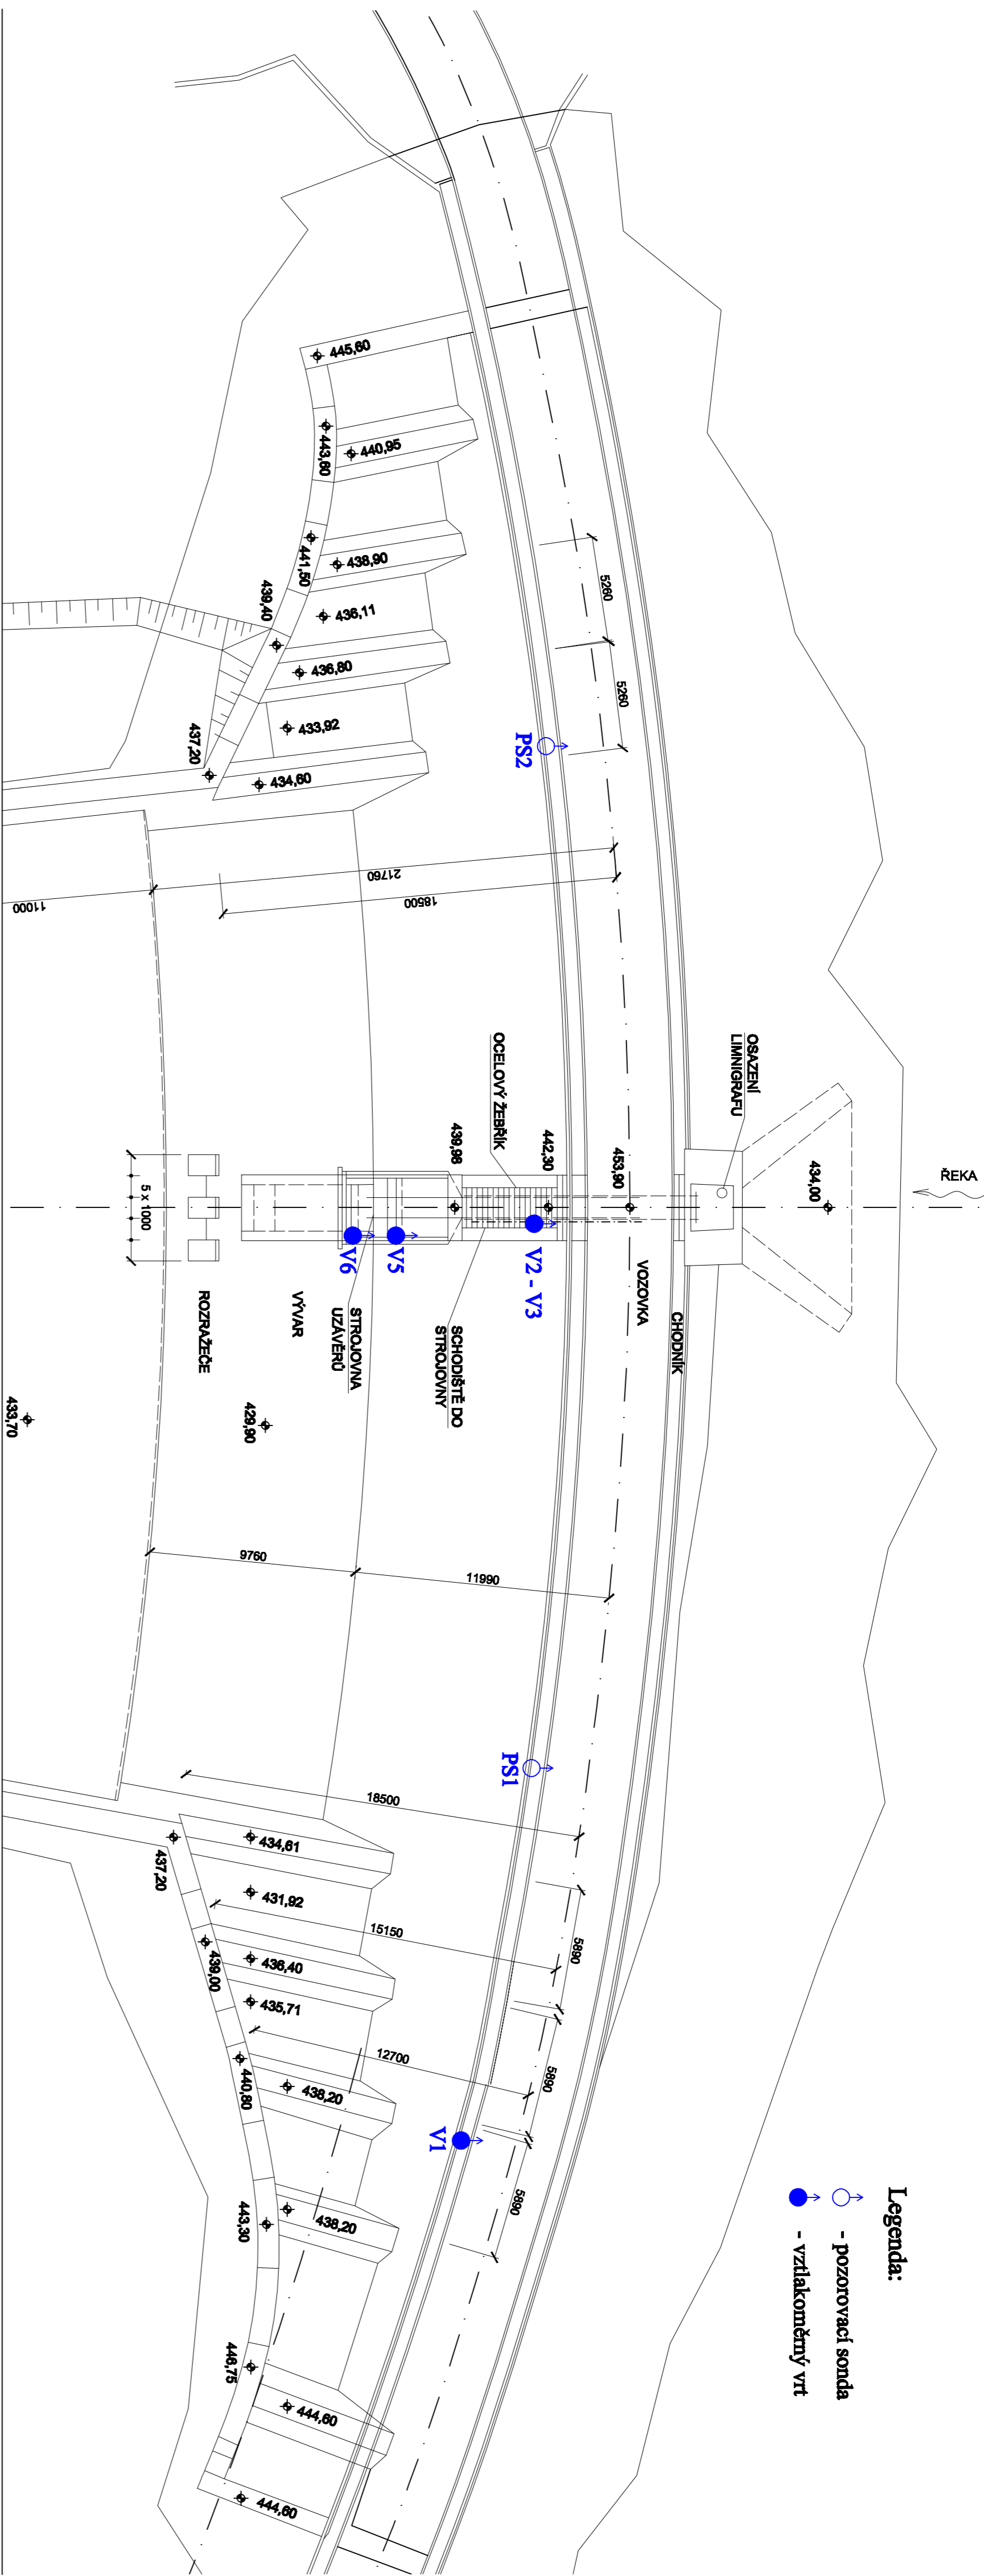 445,60
443,60
440,95
441,50
438,90
439,40
436,11
436,80
433,92
437,20
434,60
5260
5260
PS2
21760
18500
11000
OSAZENÍ
LIMNIGRAFU
OCELOVÝ ŽEBŘÍK
439,98
442,30
453,90
434,00
ŘEKA
5 x 1000
V6
V5
V2 - V3
VOZOVKA
CHODNÍK
ROZRAŽEČE
VÝVAR
STROJOVNA
UZÁVĚRŮ
SCHODIŠTĚ DO
STROJOVNY
433,70
429,90
9760
11990
PS1
18500
434,61
437,20
431,92
15150
5890
436,40
439,00
435,71
12700
5890
440,80
438,20
V1
5890
443,30
438,20
446,75
444,60
444,60
Legenda:
- pozorovací sonda
- vztlakoměrný vrt